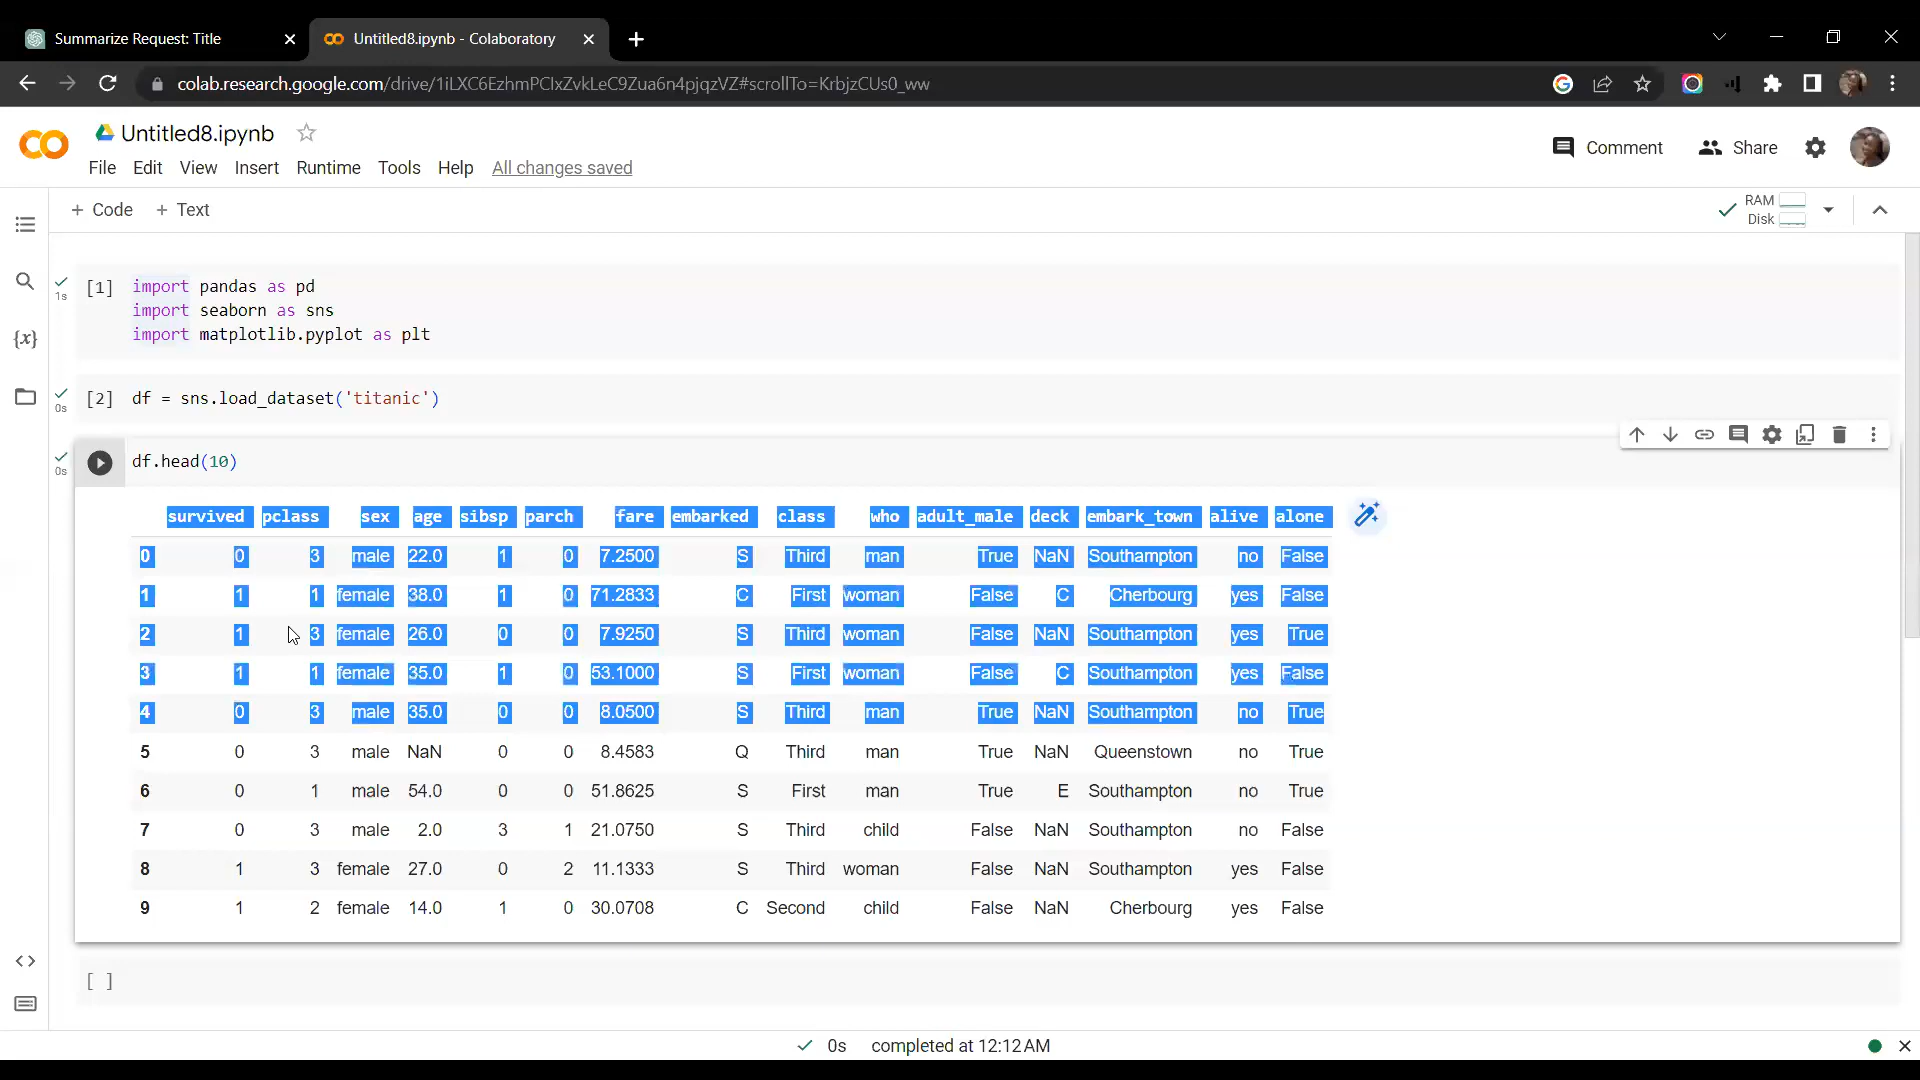 Summarize Request: Title
Untitled8.ipynb - Colaboratory
colab.research.google.com/drive/1iLXC6EzhmPCIxZvkLeC9Zua6n4pjqzVZ#scrollTo=KrbjzCUs0_ww
Untitled8.ipynb
Comment
Share
File Edit View Insert Runtime Tools Help All changes saved
+ Code + Text
RAM
Disk
[1] import pandas as pd
1s
import seaborn as sns
import matplotlib.pyplot as plt
[2] df = sns.load_dataset('titanic')
0s
df.head(10)
0s
survived pclass sex age sibsp parch fare embarked class who adult_male deck embark_town alive alone
0 0 3 male 22.0 1 0 7.2500 S Third man True NaN Southampton no False
1 1 1 female 38.0 1 0 71.2833 C First woman False C Cherbourg yes False
2 1 3 female 26.0 0 0 7.9250 S Third woman False NaN Southampton yes True
3 1 1 female 35.0 1 0 53.1000 S First woman False C Southampton yes False
4 0 3 male 35.0 0 0 8.0500 S Third man True NaN Southampton no True
5 0 3 male NaN 0 0 8.4583 Q Third man True NaN Queenstown no True
6 0 1 male 54.0 0 0 51.8625 S First man True E Southampton no True
7 0 3 male 2.0 3 1 21.0750 S Third child False NaN Southampton no False
8 1 3 female 27.0 0 2 11.1333 S Third woman False NaN Southampton yes False
9 1 2 female 14.0 1 0 30.0708 C Second child False NaN Cherbourg yes False
[ ]
0s completed at 12:12 AM